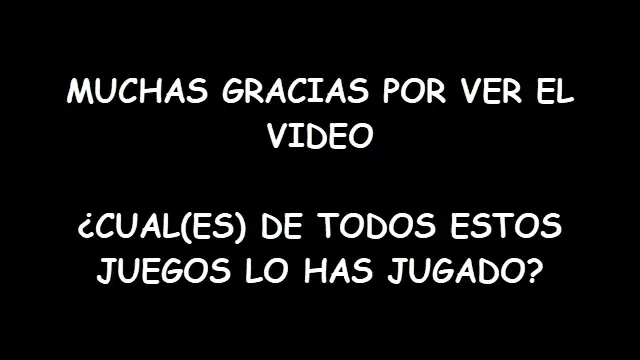 MUCHAS GRACIAS POR VER EL
VIDEO
¿CUAL(ES) DE TODOS ESTOS
JUEGOS LO HAS JUGADO?